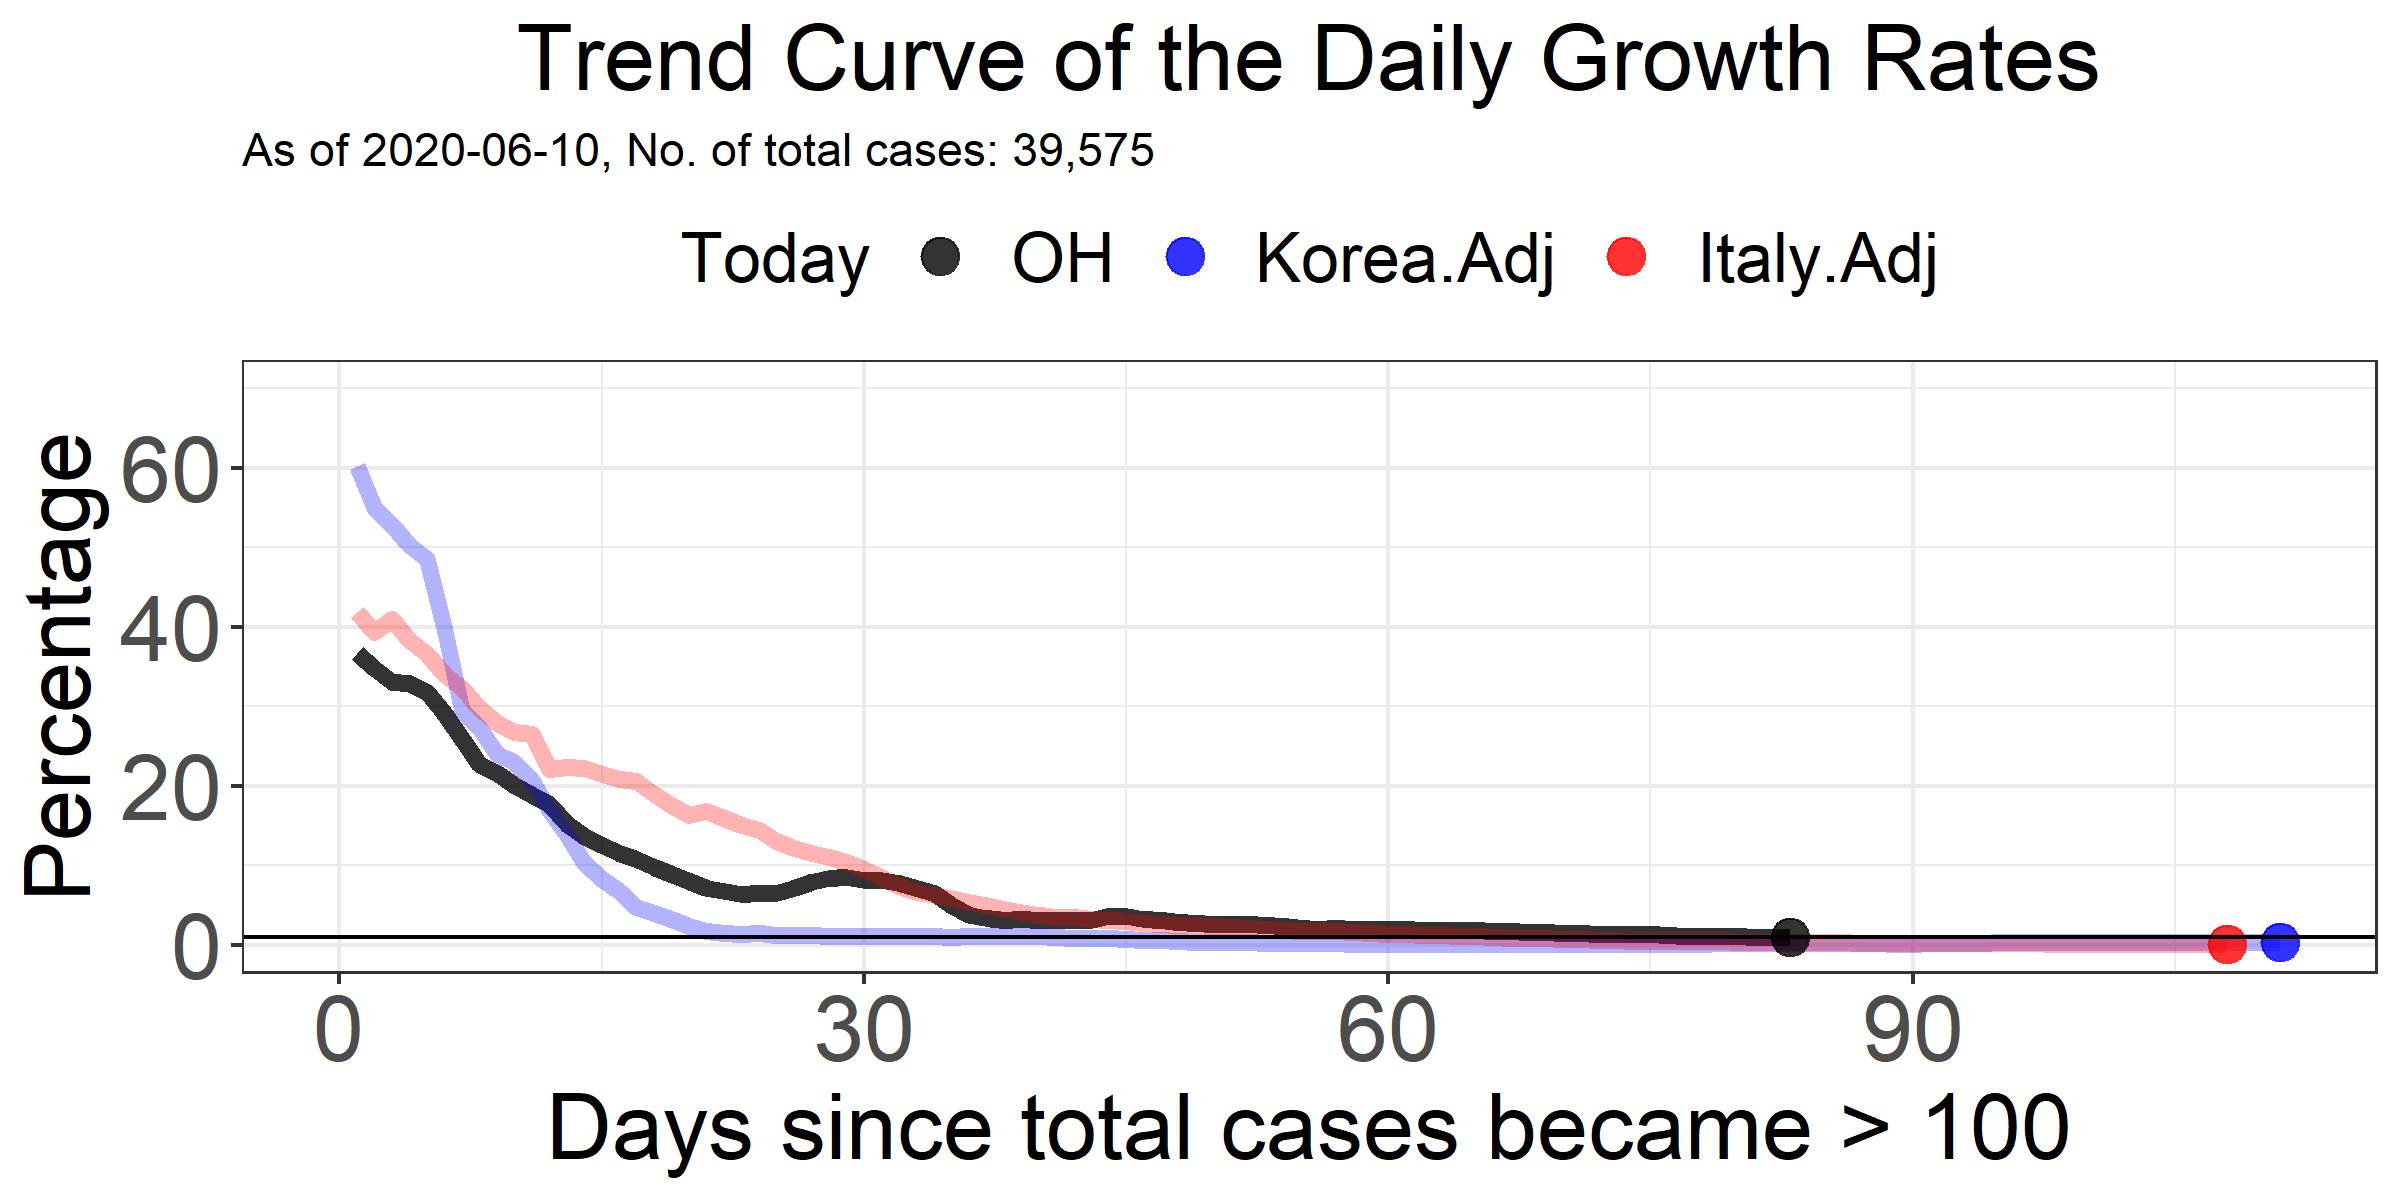 Trend Curve of the Daily Growth Rates
As of 2020-06-10, No. of total cases: 39,575
Today OH Korea.Adj Italy.Adj
Percentage
60
40
20
0
0 30 60 90
Days since total cases became > 100